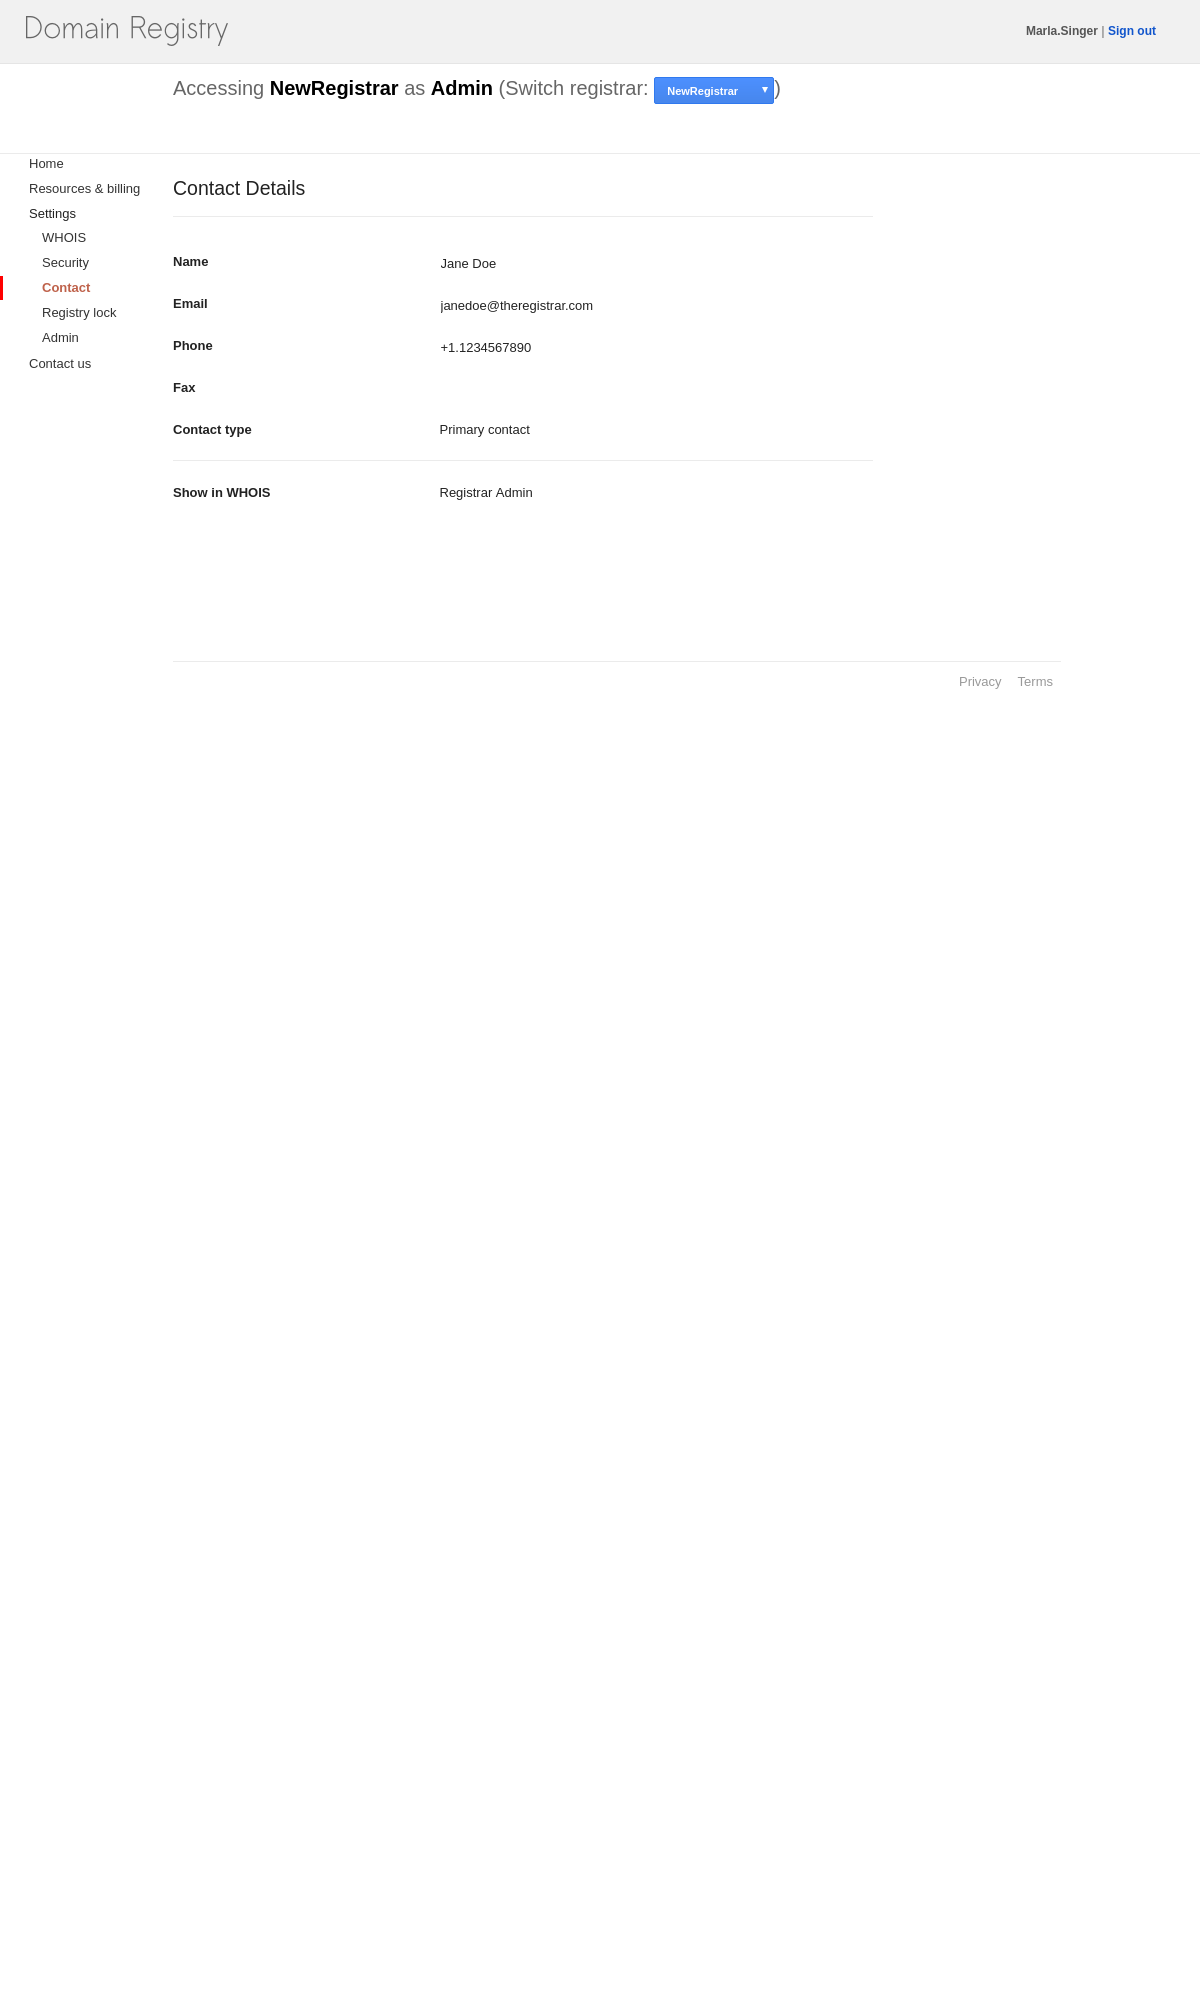 Domain Registry
Marla.Singer | Sign out
Accessing NewRegistrar as Admin (Switch registrar: NewRegistrar ▼)
Home
Resources & billing
Settings
WHOIS
Security
Contact
Registry lock
Admin
Contact us
Contact Details
Name Jane Doe
Email janedoe@theregistrar.com
Phone +1.1234567890
Fax
Contact type Primary contact
Show in WHOIS Registrar Admin
Privacy Terms